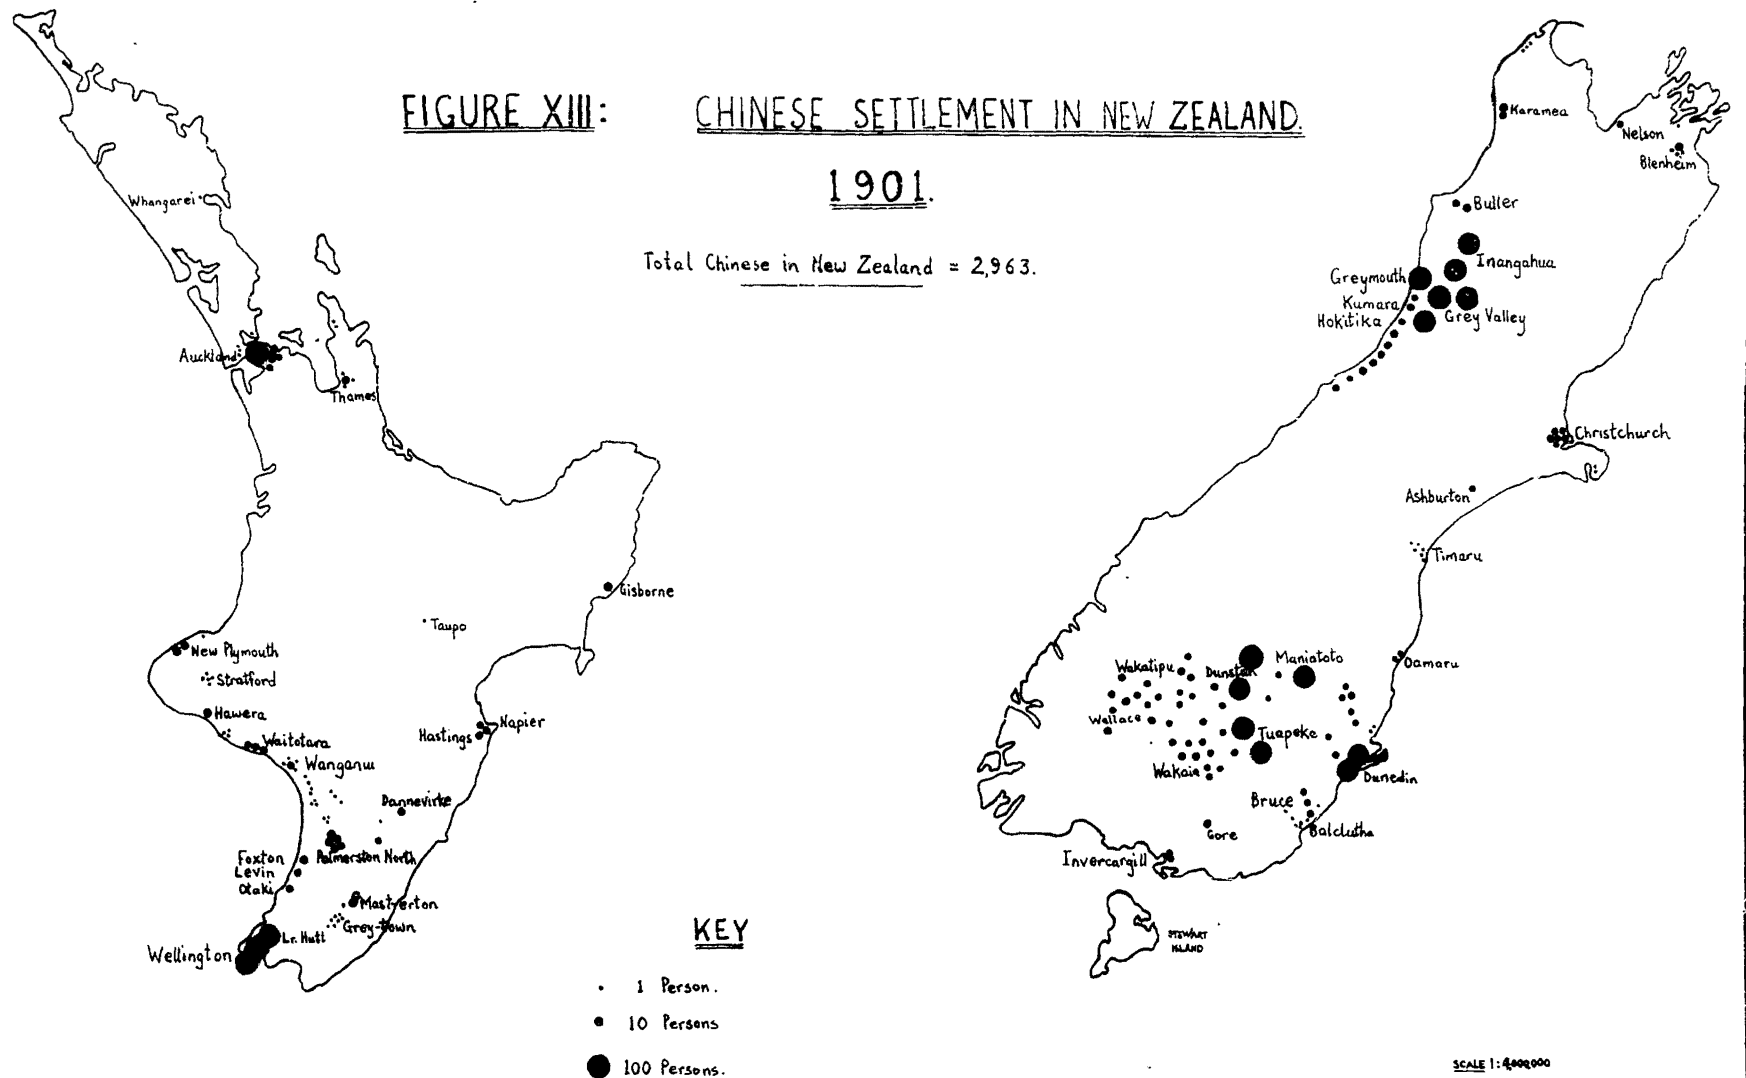 FIGURE XIII: CHINESE SETTLEMENT IN NEW ZEALAND.
1901.
Total Chinese in New Zealand = 2,963.
Whangarei
Auckland
Thames
Gisborne
Taupo
New Plymouth
Stratford
Hawera
Waitotara
Wanganui
Hastings
Napier
Dannevirke
Foxton
Palmerston North
Levin
Otaki
Masterton
Grey-town
Lr. Hutt
Wellington
Karamea
Nelson
Blenheim
Buller
Inangahua
Greymouth
Kumara
Hokitika
Grey Valley
Christchurch
Ashburton
Timaru
Oamaru
Wakatipu
Dunstan
Maniatoto
Wallace
Tuapeke
Wakaia
Dunedin
Bruce
Balclutha
Gore
Invercargill
STEWART
ISLAND
KEY
1 Person.
10 Persons
100 Persons.
SCALE 1:4,000,000